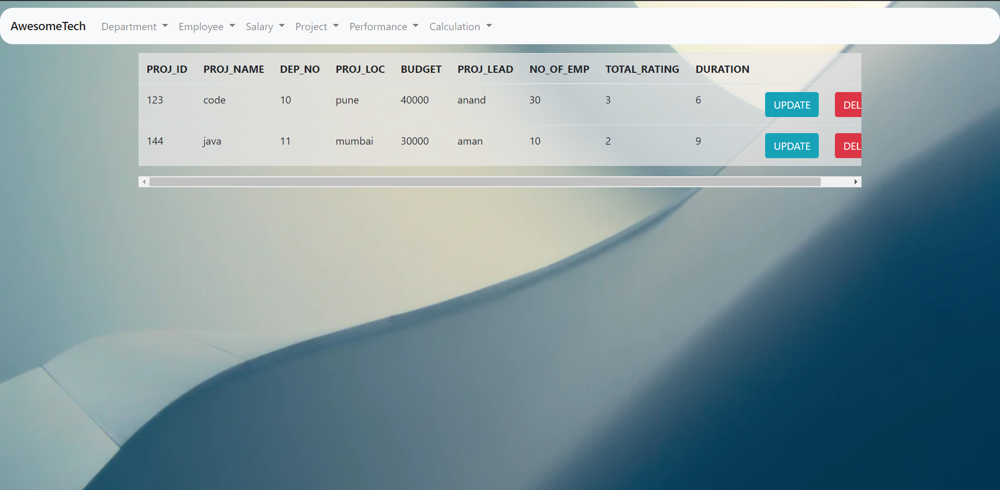 AwesomeTech Department Employee Salary Project Performance Calculation
PROJ_ID PROJ_NAME DEP_NO PROJ_LOC BUDGET PROJ_LEAD NO_OF_EMP TOTAL_RATING DURATION
123 code 10 pune 40000 anand 30 3 6 UPDATE DEL
144 java 11 mumbai 30000 aman 10 2 9 UPDATE DEL